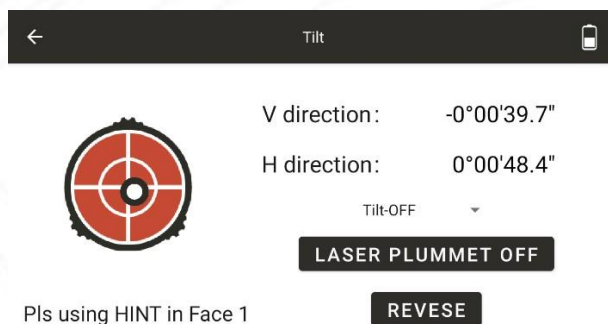 Tilt
V direction: -0°00'39.7"
H direction: 0°00'48.4"
Tilt-OFF
LASER PLUMMET OFF
Pls using HINT in Face 1
REVESE